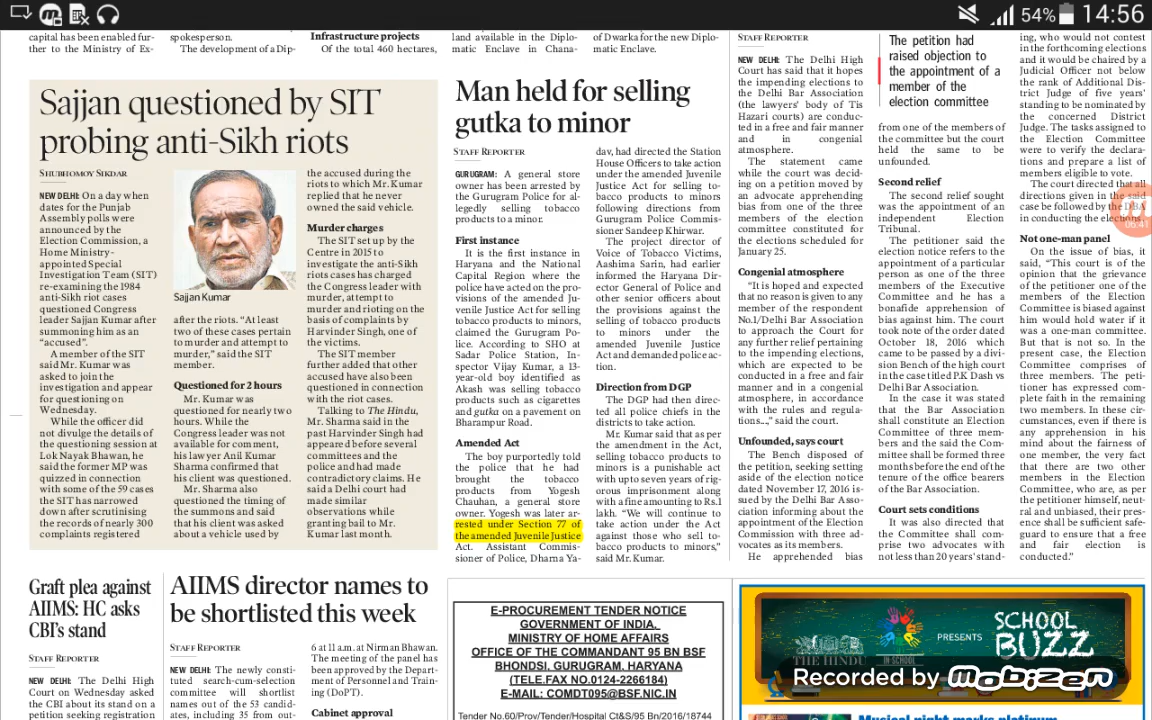 54%
14:56
capital has been enabled fur-
ther to the Ministry of Ex-
spokesperson.
The development of a Dip-
Infrastructure projects
Of the total 460 hectares,
land available in the Diplo-
matic Enclave in Chana-
of Dwarka for the new Diplo-
matic Enclave.
Sajjan questioned by SIT
probing anti-Sikh riots
SHUBHOMOY SIKDAR
NEW DELHI: On a day when
dates for the Punjab
Assembly polls were
announced by the
Election Commission, a
Home Ministry-
appointed Special
Investigation Team (SIT)
re-examining the 1984
anti-Sikh riot cases
questioned Congress
leader Sajjan Kumar after
summoning him as an
“accused”.
A member of the SIT
said Mr. Kumar was
asked to join the
investigation and appear
for questioning on
Wednesday.
While the officer did
not divulge the details of
the questioning session at
Lok Nayak Bhawan, he
said the former MP was
quizzed in connection
with some of the 59 cases
the SIT has narrowed
down after scrutinising
the records of nearly 300
complaints registered
Sajjan Kumar
after the riots. “At least
two of these cases pertain
to murder and attempt to
murder,” said the SIT
member.
Questioned for 2 hours
Mr. Kumar was
questioned for nearly two
hours. While the
Congress leader was not
available for comment,
his lawyer Anil Kumar
Sharma confirmed that
his client was questioned.
Mr. Sharma also
questioned the timing of
the summons and said
that his client was asked
about a vehicle used by
the accused during the
riots to which Mr. Kumar
replied that he never
owned the said vehicle.
Murder charges
The SIT set up by the
Centre in 2015 to
investigate the anti-Sikh
riots cases has charged
the Congress leader with
murder, attempt to
murder and rioting on the
basis of complaints by
Harvinder Singh, one of
the victims.
The SIT member
further added that other
accused have also been
questioned in connection
with the riot cases.
Talking to The Hindu,
Mr. Sharma said in the
past Harvinder Singh had
appeared before several
committees and the
police and had made
contradictory claims. He
said a Delhi court had
made similar
observations while
granting bail to Mr.
Kumar last month.
Man held for selling
gutka to minor
STAFF REPORTER
GURUGRAM: A general store
owner has been arrested by
the Gurugram Police for al-
legedly selling tobacco
products to a minor.
First instance
It is the first instance in
Haryana and the National
Capital Region where the
police have acted on the pro-
visions of the amended Ju-
venile Justice Act for selling
tobacco products to minors,
claimed the Gurugram Po-
lice. According to SHO at
Sadar Police Station, In-
spector Vijay Kumar, a 13-
year-old boy identified as
Akash was selling tobacco
products such as cigarettes
and gutka on a pavement on
Bharampur Road.
Amended Act
The boy purportedly told
the police that he had
brought the tobacco
products from Yogesh
Chauhan, a general store
owner. Yogesh was later ar-
rested under Section 77 of
the amended Juvenile Justice
Act. Assistant Commis-
sioner of Police, Dharna Ya-
dav, had directed the Station
House Officers to take action
under the amended Juvenile
Justice Act for selling to-
bacco products to minors
following directions from
Gurugram Police Commis-
sioner Sandeep Khirwar.
The project director of
Voice of Tobacco Victims,
Aashima Sarin, had earlier
informed the Haryana Dir-
ector General of Police and
other senior officers about
the provisions against the
selling of tobacco products
to minors under the
amended Juvenile Justice
Act and demanded police ac-
tion.
Direction from DGP
The DGP had then direc-
ted all police chiefs in the
districts to take action.
Mr. Kumar said that as per
the amendment in the Act,
selling tobacco products to
minors is a punishable act
with up to seven years of rig-
orous imprisonment along
with a fine amounting to Rs.1
lakh. “We will continue to
take action under the Act
against those who sell to-
bacco products to minors,”
said Mr. Kumar.
STAFF REPORTER
NEW DELHI: The Delhi High
Court has said that it hopes
the impending elections to
the Delhi Bar Association
(the lawyers' body of Tis
Hazari courts) are conduc-
ted in a free and fair manner
and in congenial
atmosphere.
The statement came
while the court was decid-
ing on a petition moved by
an advocate apprehending
bias from one of the three
members of the election
committee constituted for
the elections scheduled for
January 25.
Congenial atmosphere
“It is hoped and expected
that no reason is given to any
member of the respondent
No.1/Delhi Bar Association
to approach the Court for
any further relief pertaining
to the impending elections,
which are expected to be
conducted in a free and fair
manner and in a congenial
atmosphere, in accordance
with the rules and regula-
tions...,” said the court.
Unfounded, says court
The Bench disposed of
the petition, seeking setting
aside of the election notice
dated November 17, 2016 is-
sued by the Delhi Bar Asso-
ciation informing about the
appointment of the Election
Commission with three ad-
vocates as its members.
He apprehended bias
The petition had
raised objection to
the appointment of a
member of the
election committee
from one of the members of
the committee but the court
held the same to be
unfounded.
Second relief
The second relief sought
was the appointment of an
independent Election
Tribunal.
The petitioner said the
election notice refers to the
appointment of a particular
person as one of the three
members of the Executive
Committee and he has a
bonafide apprehension of
bias against him. The court
took note of the order dated
October 18, 2016 which
came to be passed by a divi-
sion Bench of the high court
in the case titled P.K Dash vs
Delhi Bar Association.
In the case it was stated
that the Bar Association
shall constitute an Election
Committee of three mem-
bers and the said the Com-
mittee shall be formed three
months before the end of the
tenure of the office bearers
of the Bar Association.
Court sets conditions
It was also directed that
the Committee shall com-
prise two advocates with
not less than 20 years' stand-
ing, who would not contest
in the forthcoming elections
and it would be chaired by a
Judicial Officer not below
the rank of Additional Dis-
trict Judge of five years'
standing to be nominated by
the concerned District
Judge. The tasks assigned to
the Election Committee
were to verify the declara-
tions and prepare a list of
members eligible to vote.
The court directed that all
directions given in the said
case be followed by the DBA
in conducting the elections.
06:41
Not one-man panel
On the issue of bias, it
said, “This court is of the
opinion that the grievance
of the petitioner one of the
members of the Election
Committee is biased against
him would hold water if it
was a one-man committee.
But that is not so. In the
present case, the Election
Committee comprises of
three members. The peti-
tioner has expressed com-
plete faith in the remaining
two members. In these cir-
cumstances, even if there is
any apprehension in his
mind about the fairness of
one member, the very fact
that there are two other
members in the Election
Committee, who are, as per
the petitioner himself, neut-
ral and unbiased, their pres-
ence shall be sufficient safe-
guard to ensure that a free
and fair election is
conducted.”
Graft plea against
AIIMS: HC asks
CBI's stand
STAFF REPORTER
NEW DELHI: The Delhi High
Court on Wednesday asked
the CBI about its stand on a
petition seeking registration
AIIMS director names to
be shortlisted this week
STAFF REPORTER
NEW DELHI: The newly consti-
tuted search-cum-selection
committee will shortlist
names out of the 53 candid-
ates, including 35 from out-
6 at 11 a.m. at Nirman Bhawan.
The meeting of the panel has
been approved by the Depart-
ment of Personnel and Train-
ing (DoPT).
Cabinet approval
E-PROCUREMENT TENDER NOTICE
GOVERNMENT OF INDIA,
MINISTRY OF HOME AFFAIRS
OFFICE OF THE COMMANDANT 95 BN BSF
BHONDSI, GURUGRAM, HARYANA
(TELE.FAX NO.0124-2266184)
E-MAIL: COMDT095@BSF.NIC.IN
Tender No.60/Prov/Tender/Hospital Ct&S/95 Bn/2016/18744
THE HINDU
IN SCHOOL
PRESENTS
SCHOOL
BUZZ
Recorded by mobizen
Musical night marks platinum